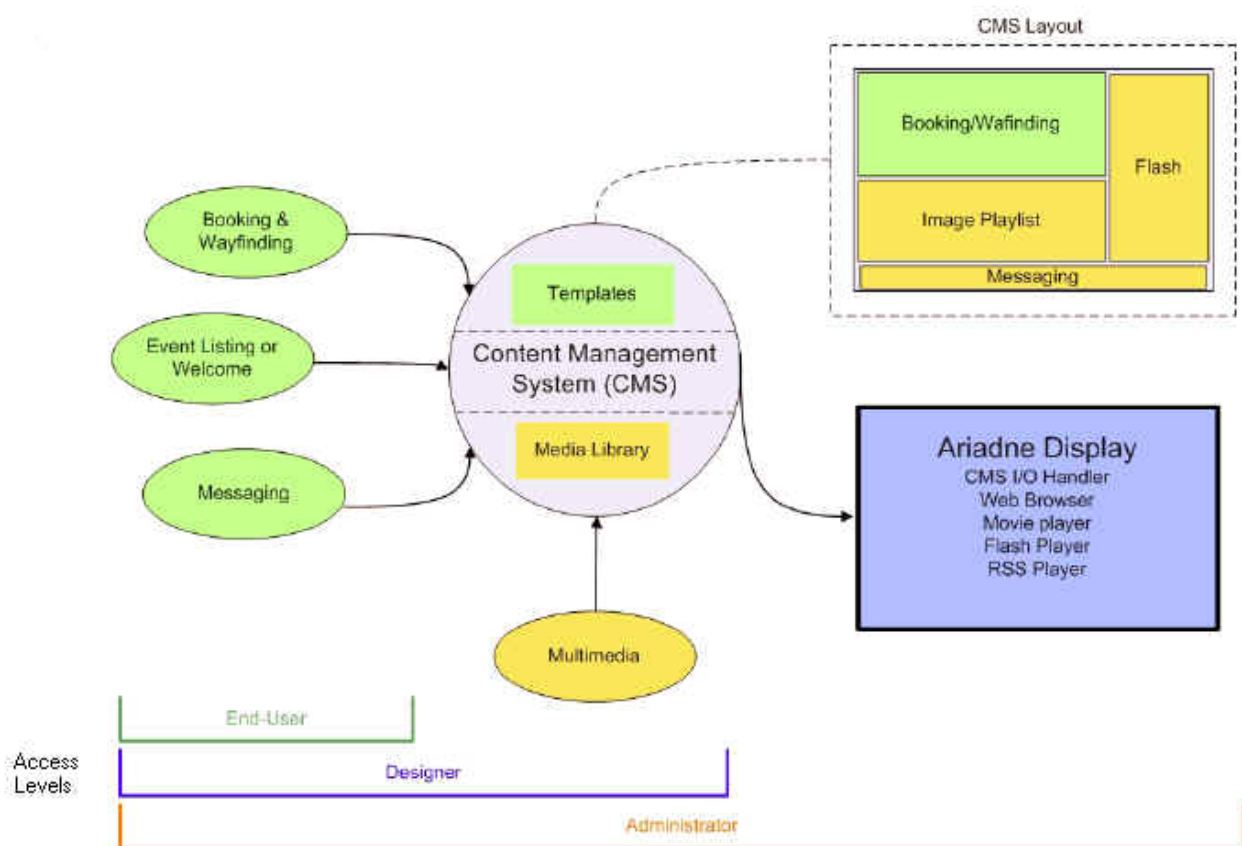 CMS Layout
Booking/Wafinding
Flash
Image Playlist
Messaging
Booking &
Wayfinding
Event Listing or
Welcome
Messaging
Templates
Content Management
System (CMS)
Media Library
Multimedia
Ariadne Display
CMS I/O Handler
Web Browser
Movie player
Flash Player
RSS Player
Access
Levels
End-User
Designer
Administrator